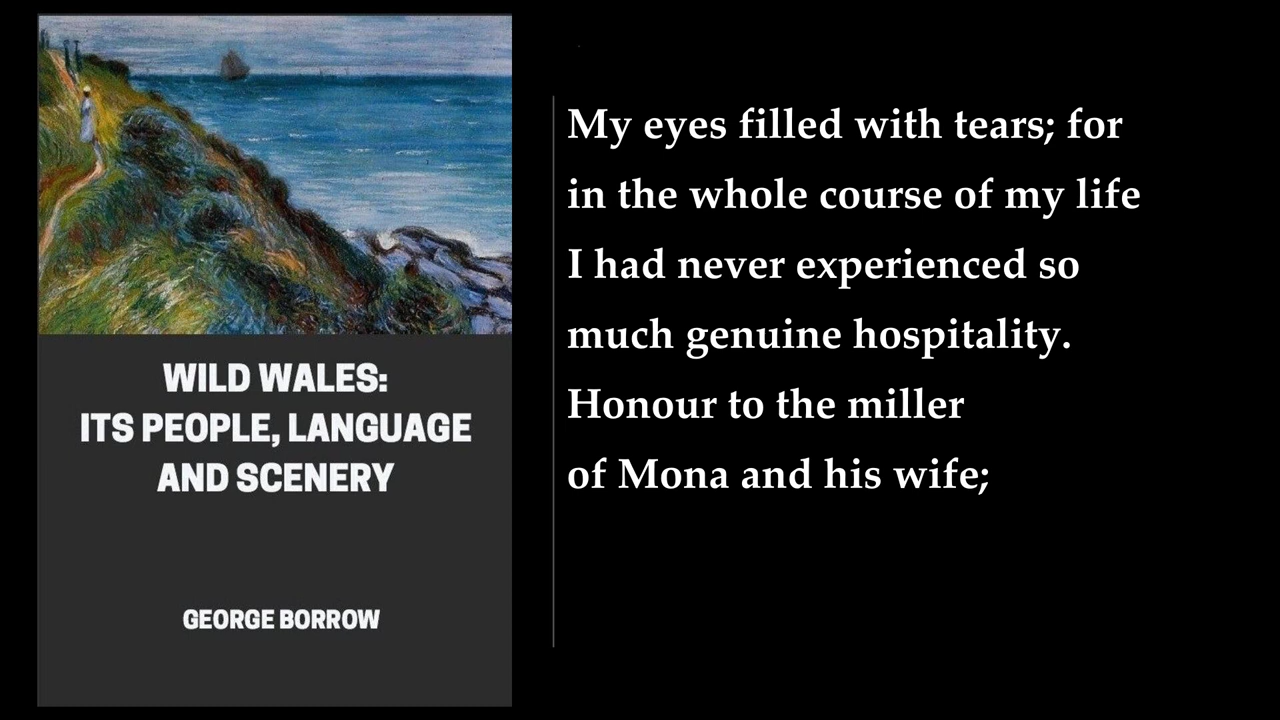 WILD WALES:
ITS PEOPLE, LANGUAGE
AND SCENERY
GEORGE BORROW
My eyes filled with tears; for
in the whole course of my life
I had never experienced so
much genuine hospitality.
Honour to the miller
of Mona and his wife;